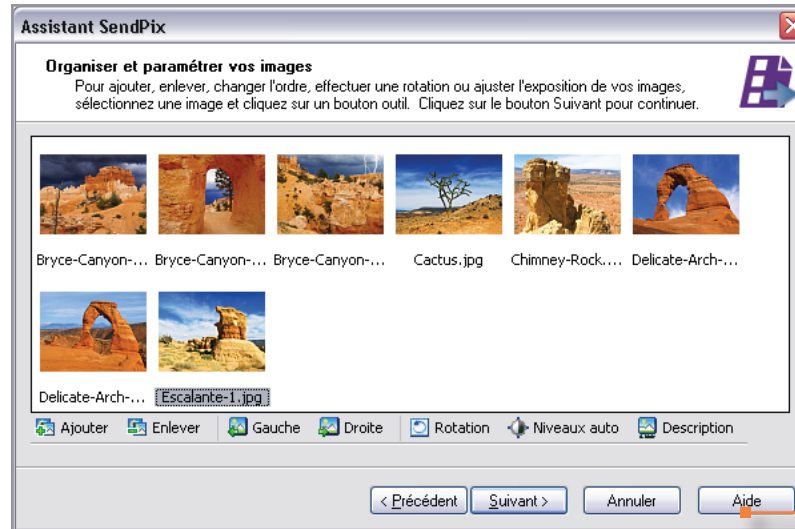 Assistant SendPix
Organiser et paramétrer vos images
Pour ajouter, enlever, changer l'ordre, effectuer une rotation ou ajuster l'exposition de vos images,
sélectionnez une image et cliquez sur un bouton outil. Cliquez sur le bouton Suivant pour continuer.
Bryce-Canyon-... Bryce-Canyon-... Bryce-Canyon-... Cactus.jpg Chimney-Rock.... Delicate-Arch-...
Delicate-Arch-... Escalante-1.jpg
Ajouter Enlever Gauche Droite Rotation Niveaux auto Description
< Précédent Suivant > Annuler Aide